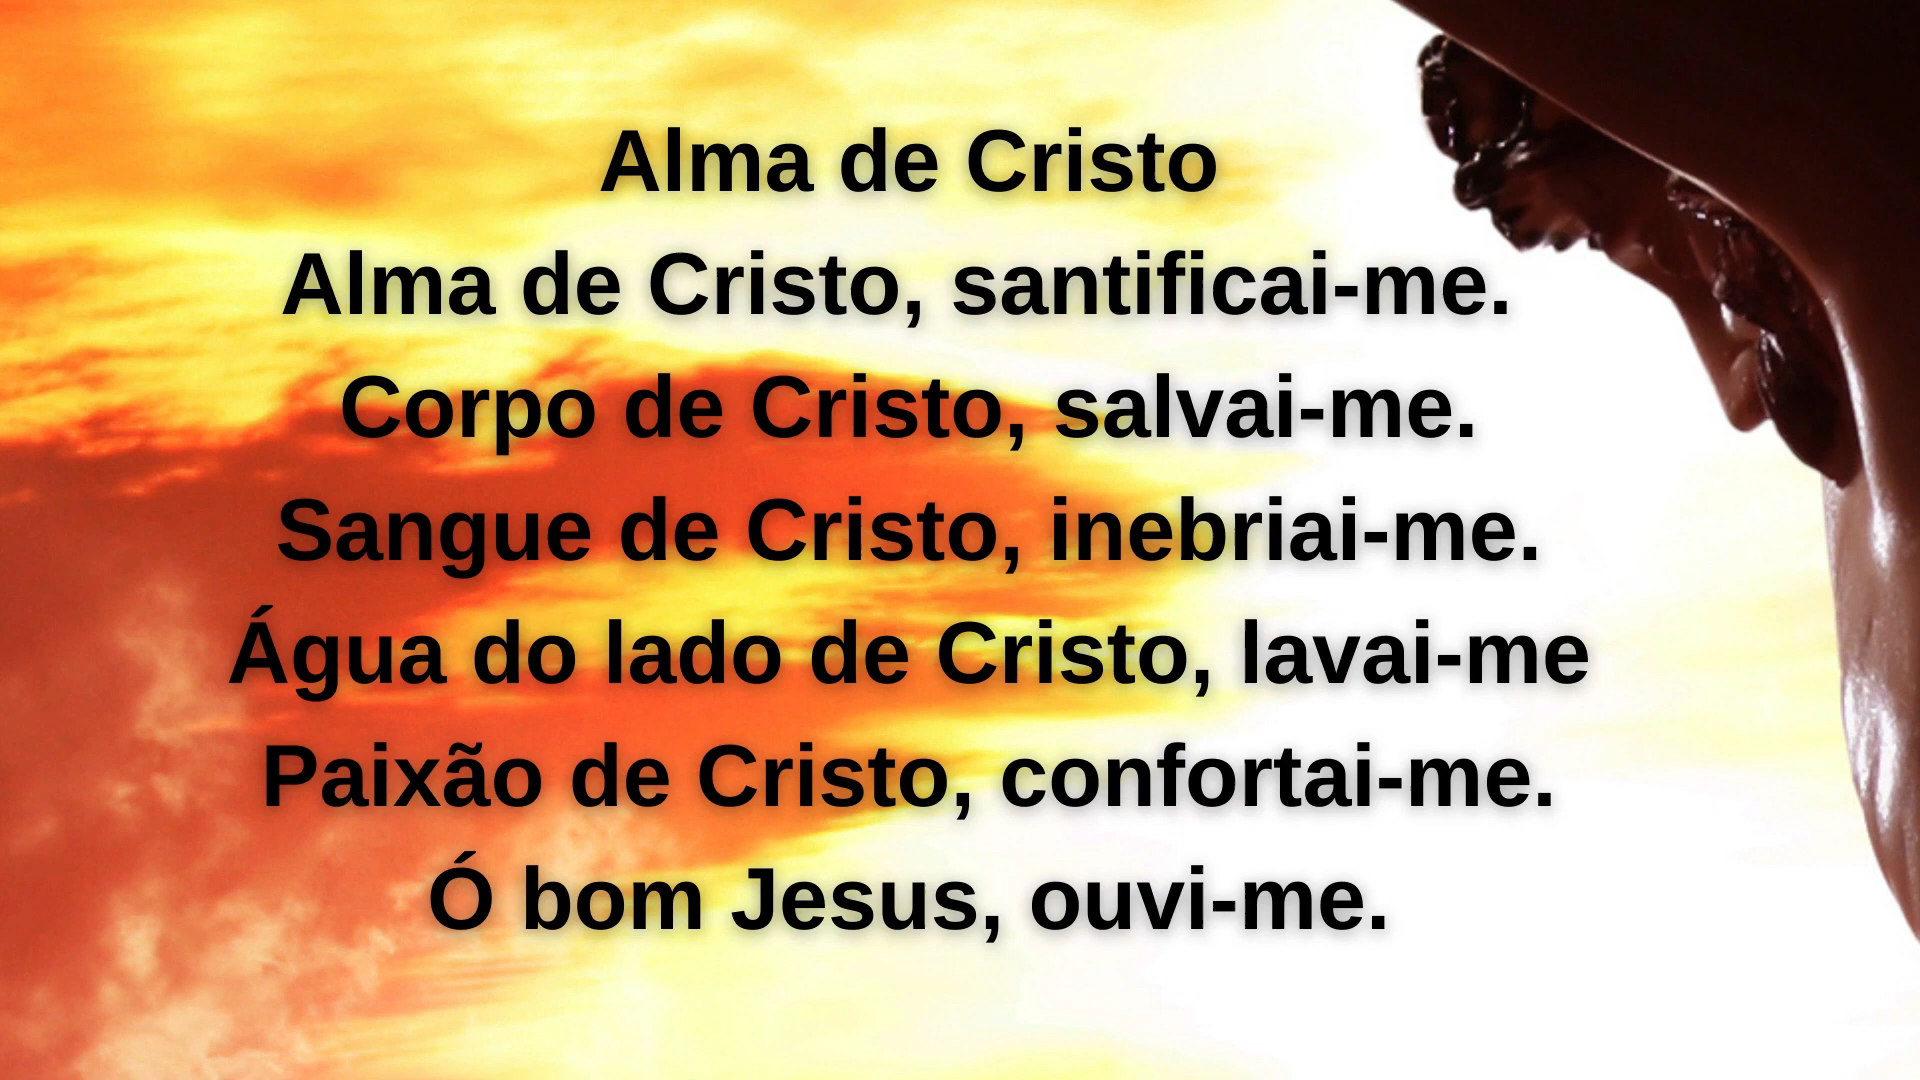 Alma de Cristo
Alma de Cristo, santificai-me.
Corpo de Cristo, salvai-me.
Sangue de Cristo, inebriai-me.
Água do lado de Cristo, lavai-me
Paixão de Cristo, confortai-me.
Ó bom Jesus, ouvi-me.